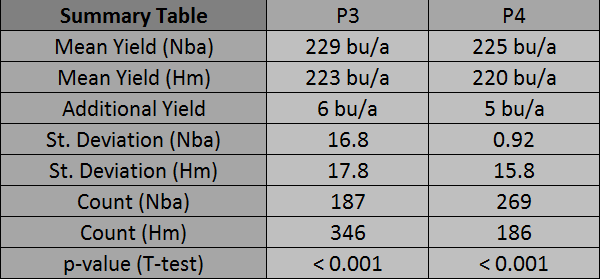 Summary Table P3 P4
Mean Yield (Nba) 229 bu/a 225 bu/a
Mean Yield (Hm) 223 bu/a 220 bu/a
Additional Yield 6 bu/a 5 bu/a
St. Deviation (Nba) 16.8 0.92
St. Deviation (Hm) 17.8 15.8
Count (Nba) 187 269
Count (Hm) 346 186
p-value (T-test) < 0.001 < 0.001